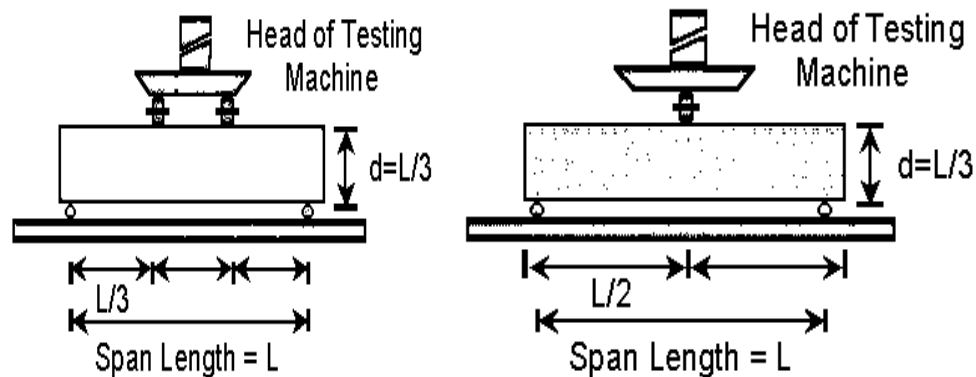 Head of Testing
Machine
d=L/3
L/3
Span Length = L
Head of Testing
Machine
d=L/3
L/2
Span Length = L